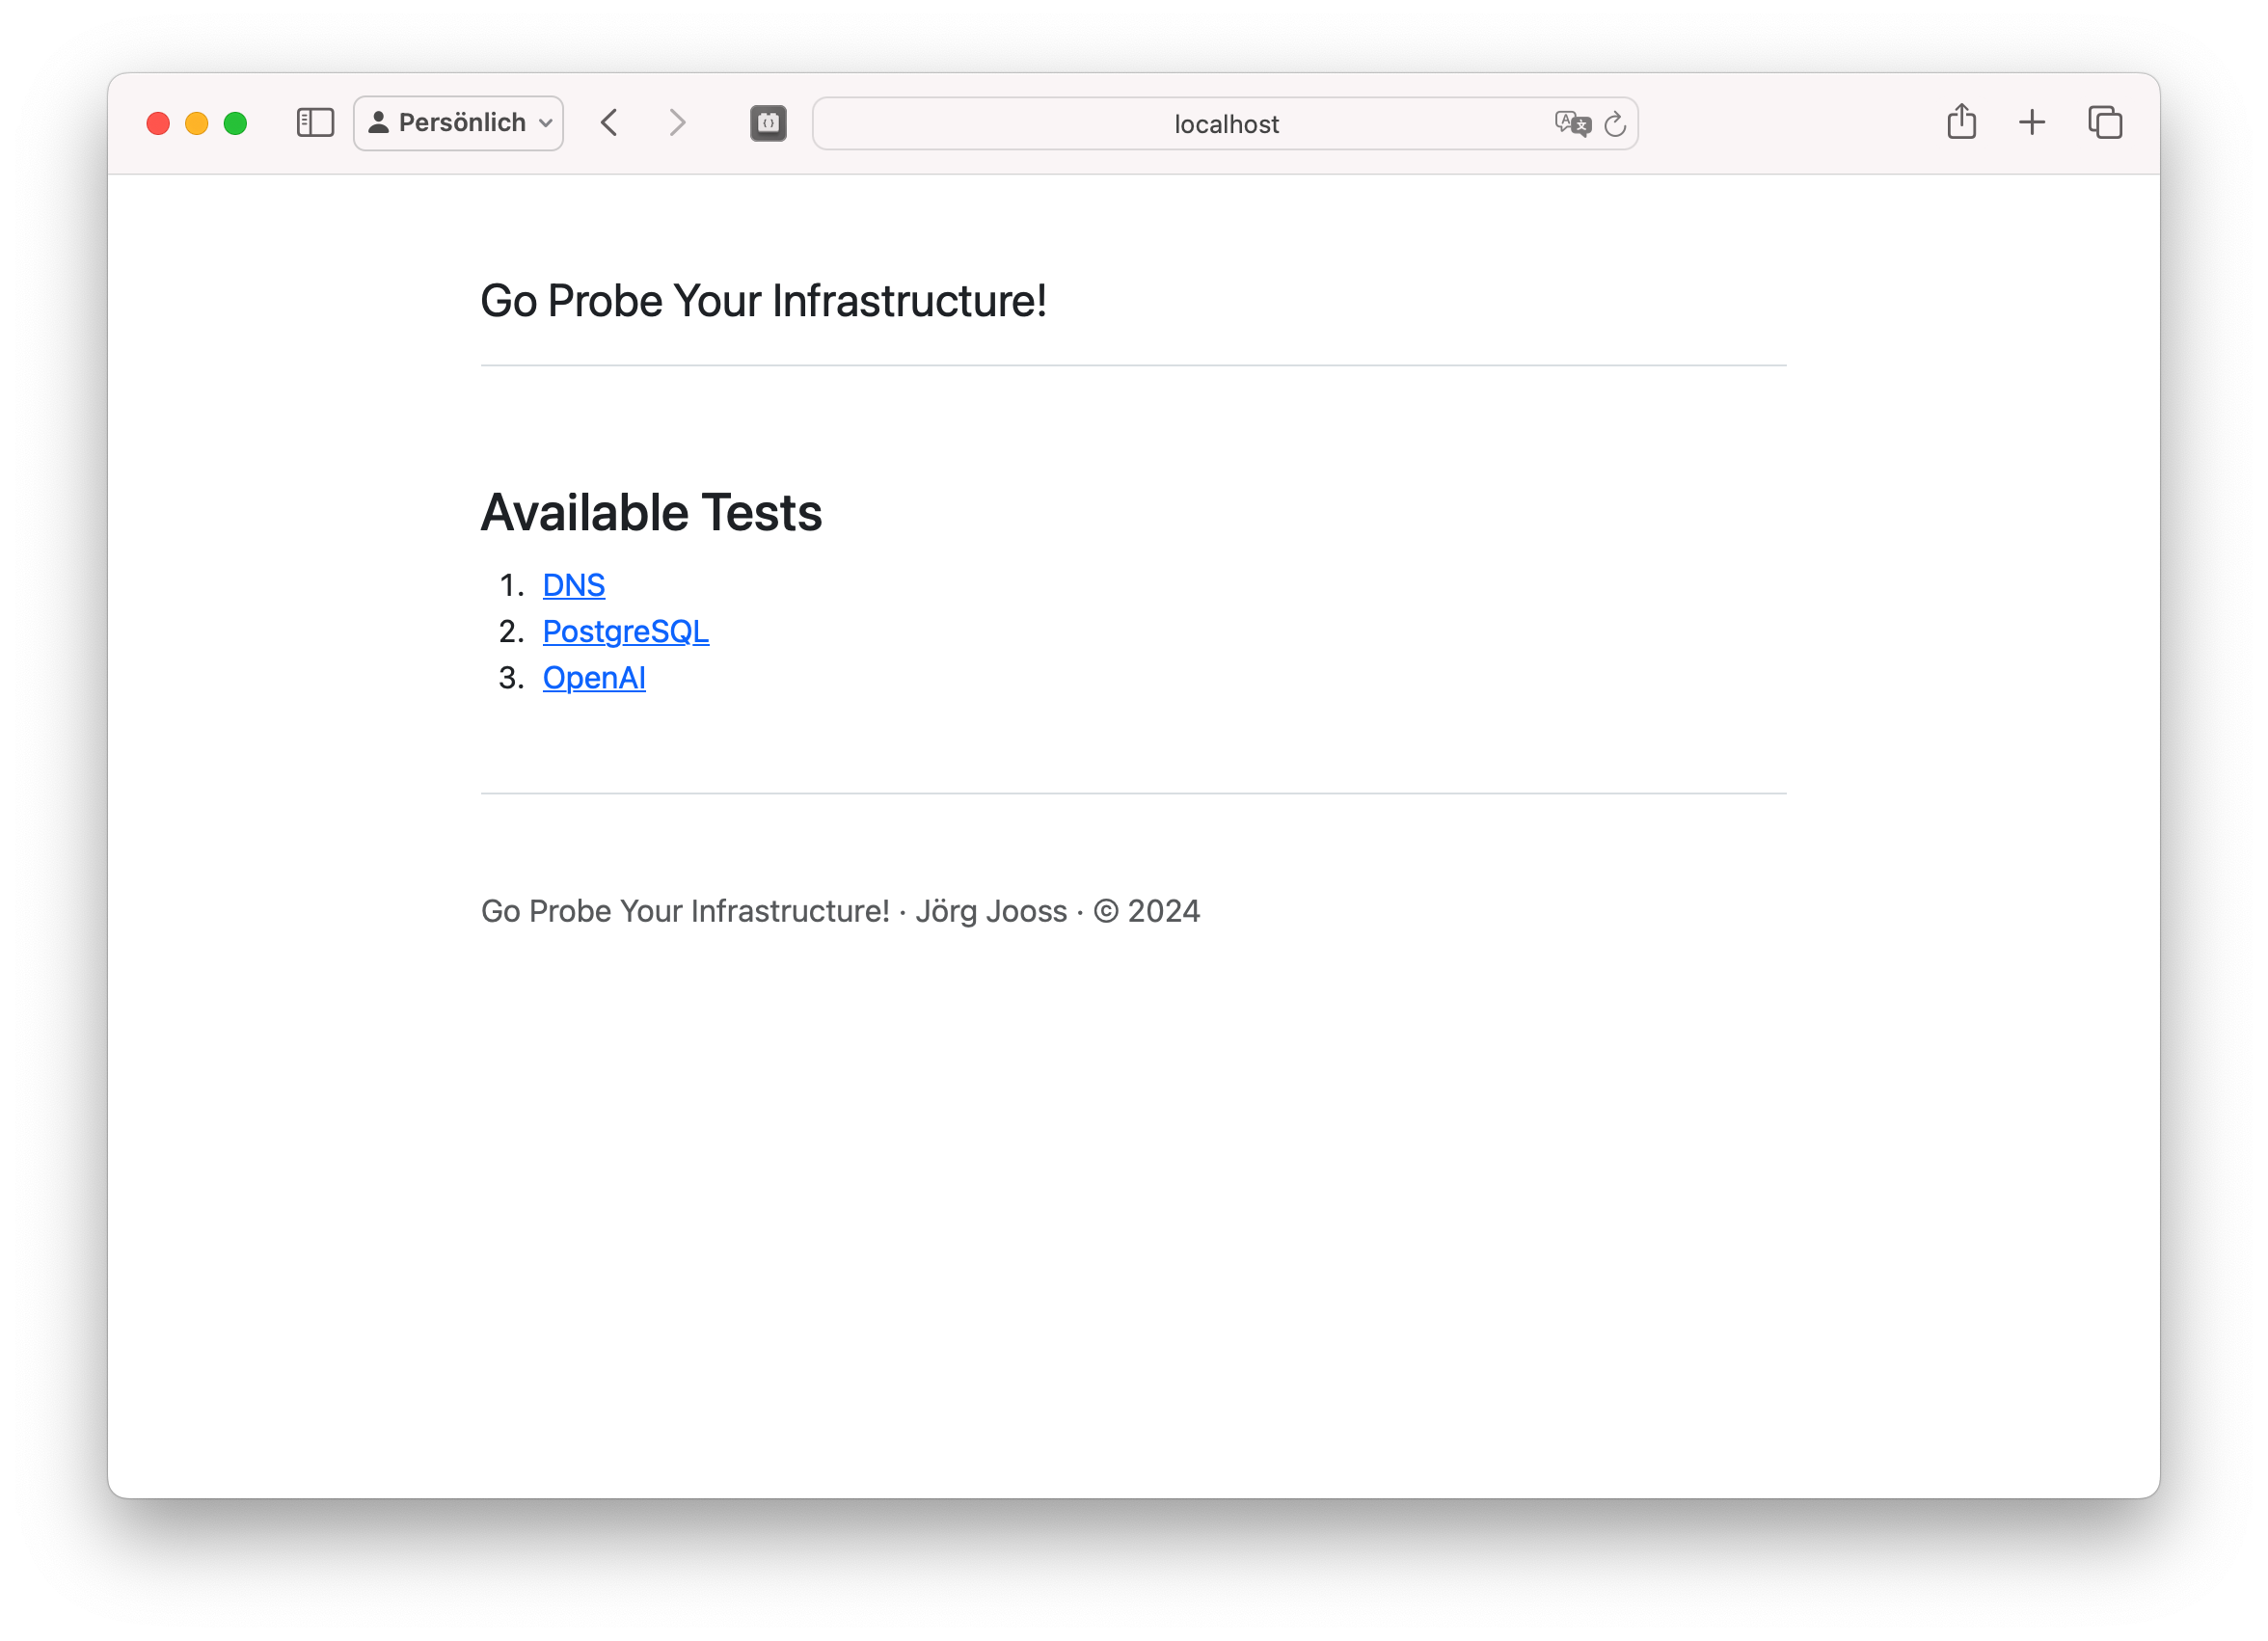 Persönlich
localhost
Go Probe Your Infrastructure!
Available Tests
1. DNS
2. PostgreSQL
3. OpenAI
Go Probe Your Infrastructure! · Jörg Jooss · © 2024